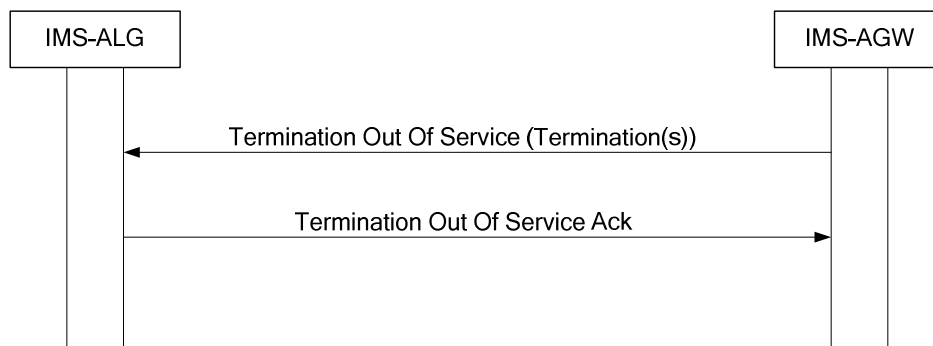 IMS-ALG
IMS-AGW
Termination Out Of Service (Termination(s))
Termination Out Of Service Ack